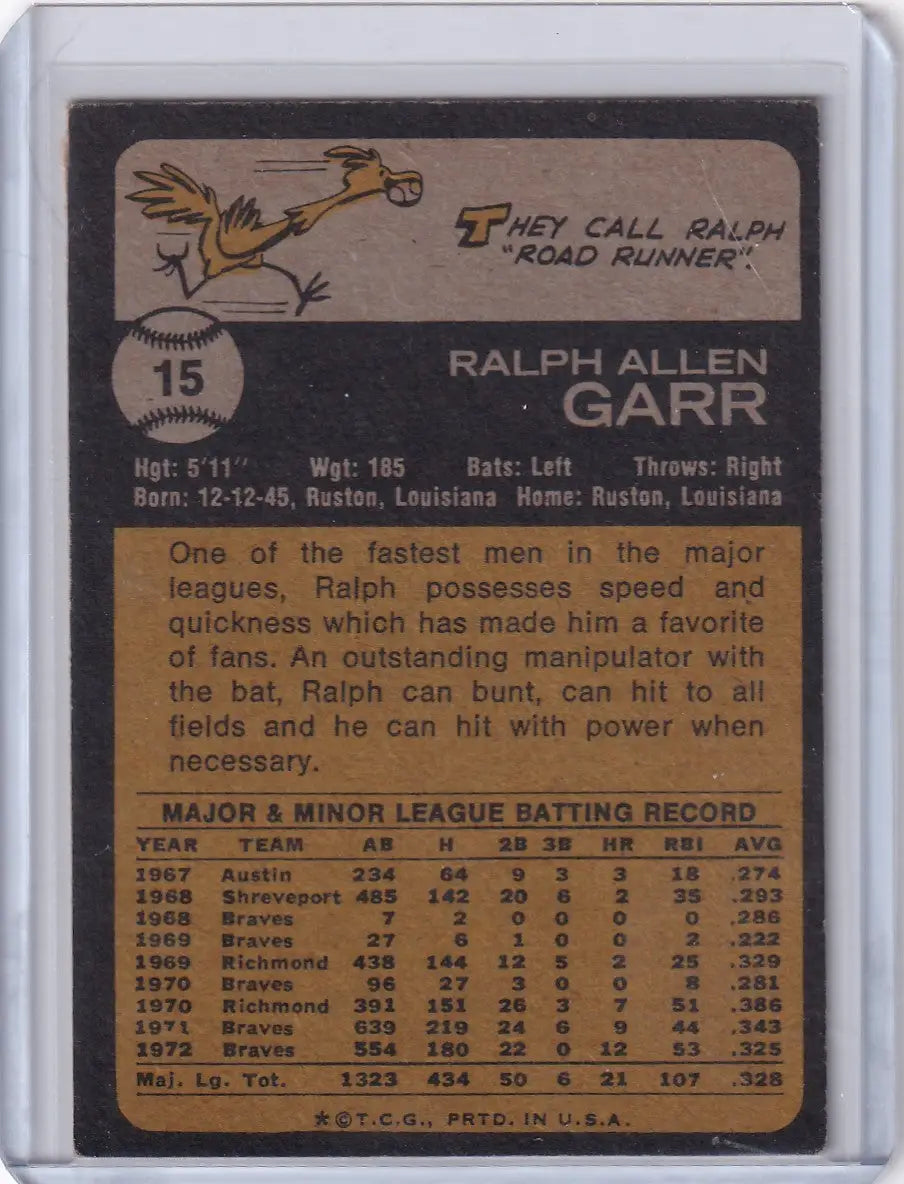 THEY CALL RALPH
"ROAD RUNNER".
15
RALPH ALLEN
GARR
Hgt: 5'11" Wgt: 185 Bats: Left Throws: Right
Born: 12-12-45, Ruston, Louisiana Home: Ruston, Louisiana
One of the fastest men in the major
leagues, Ralph possesses speed and
quickness which has made him a favorite
of fans. An outstanding manipulator with
the bat, Ralph can bunt, can hit to all
fields and he can hit with power when
necessary.
MAJOR & MINOR LEAGUE BATTING RECORD
YEAR TEAM AB H 2B 3B HR RBI AVG
1967 Austin 234 64 9 3 3 18 .274
1968 Shreveport 485 142 20 6 2 35 .293
1968 Braves 7 2 0 0 0 0 .286
1969 Braves 27 6 1 0 0 2 .222
1969 Richmond 438 144 12 5 2 25 .329
1970 Braves 96 27 3 0 0 8 .281
1970 Richmond 391 151 26 3 7 51 .386
1971 Braves 639 219 24 6 9 44 .343
1972 Braves 554 180 22 0 12 53 .325
Maj. Lg. Tot. 1323 434 50 6 21 107 .328
*©T.C.G., PRTD. IN U.S.A.